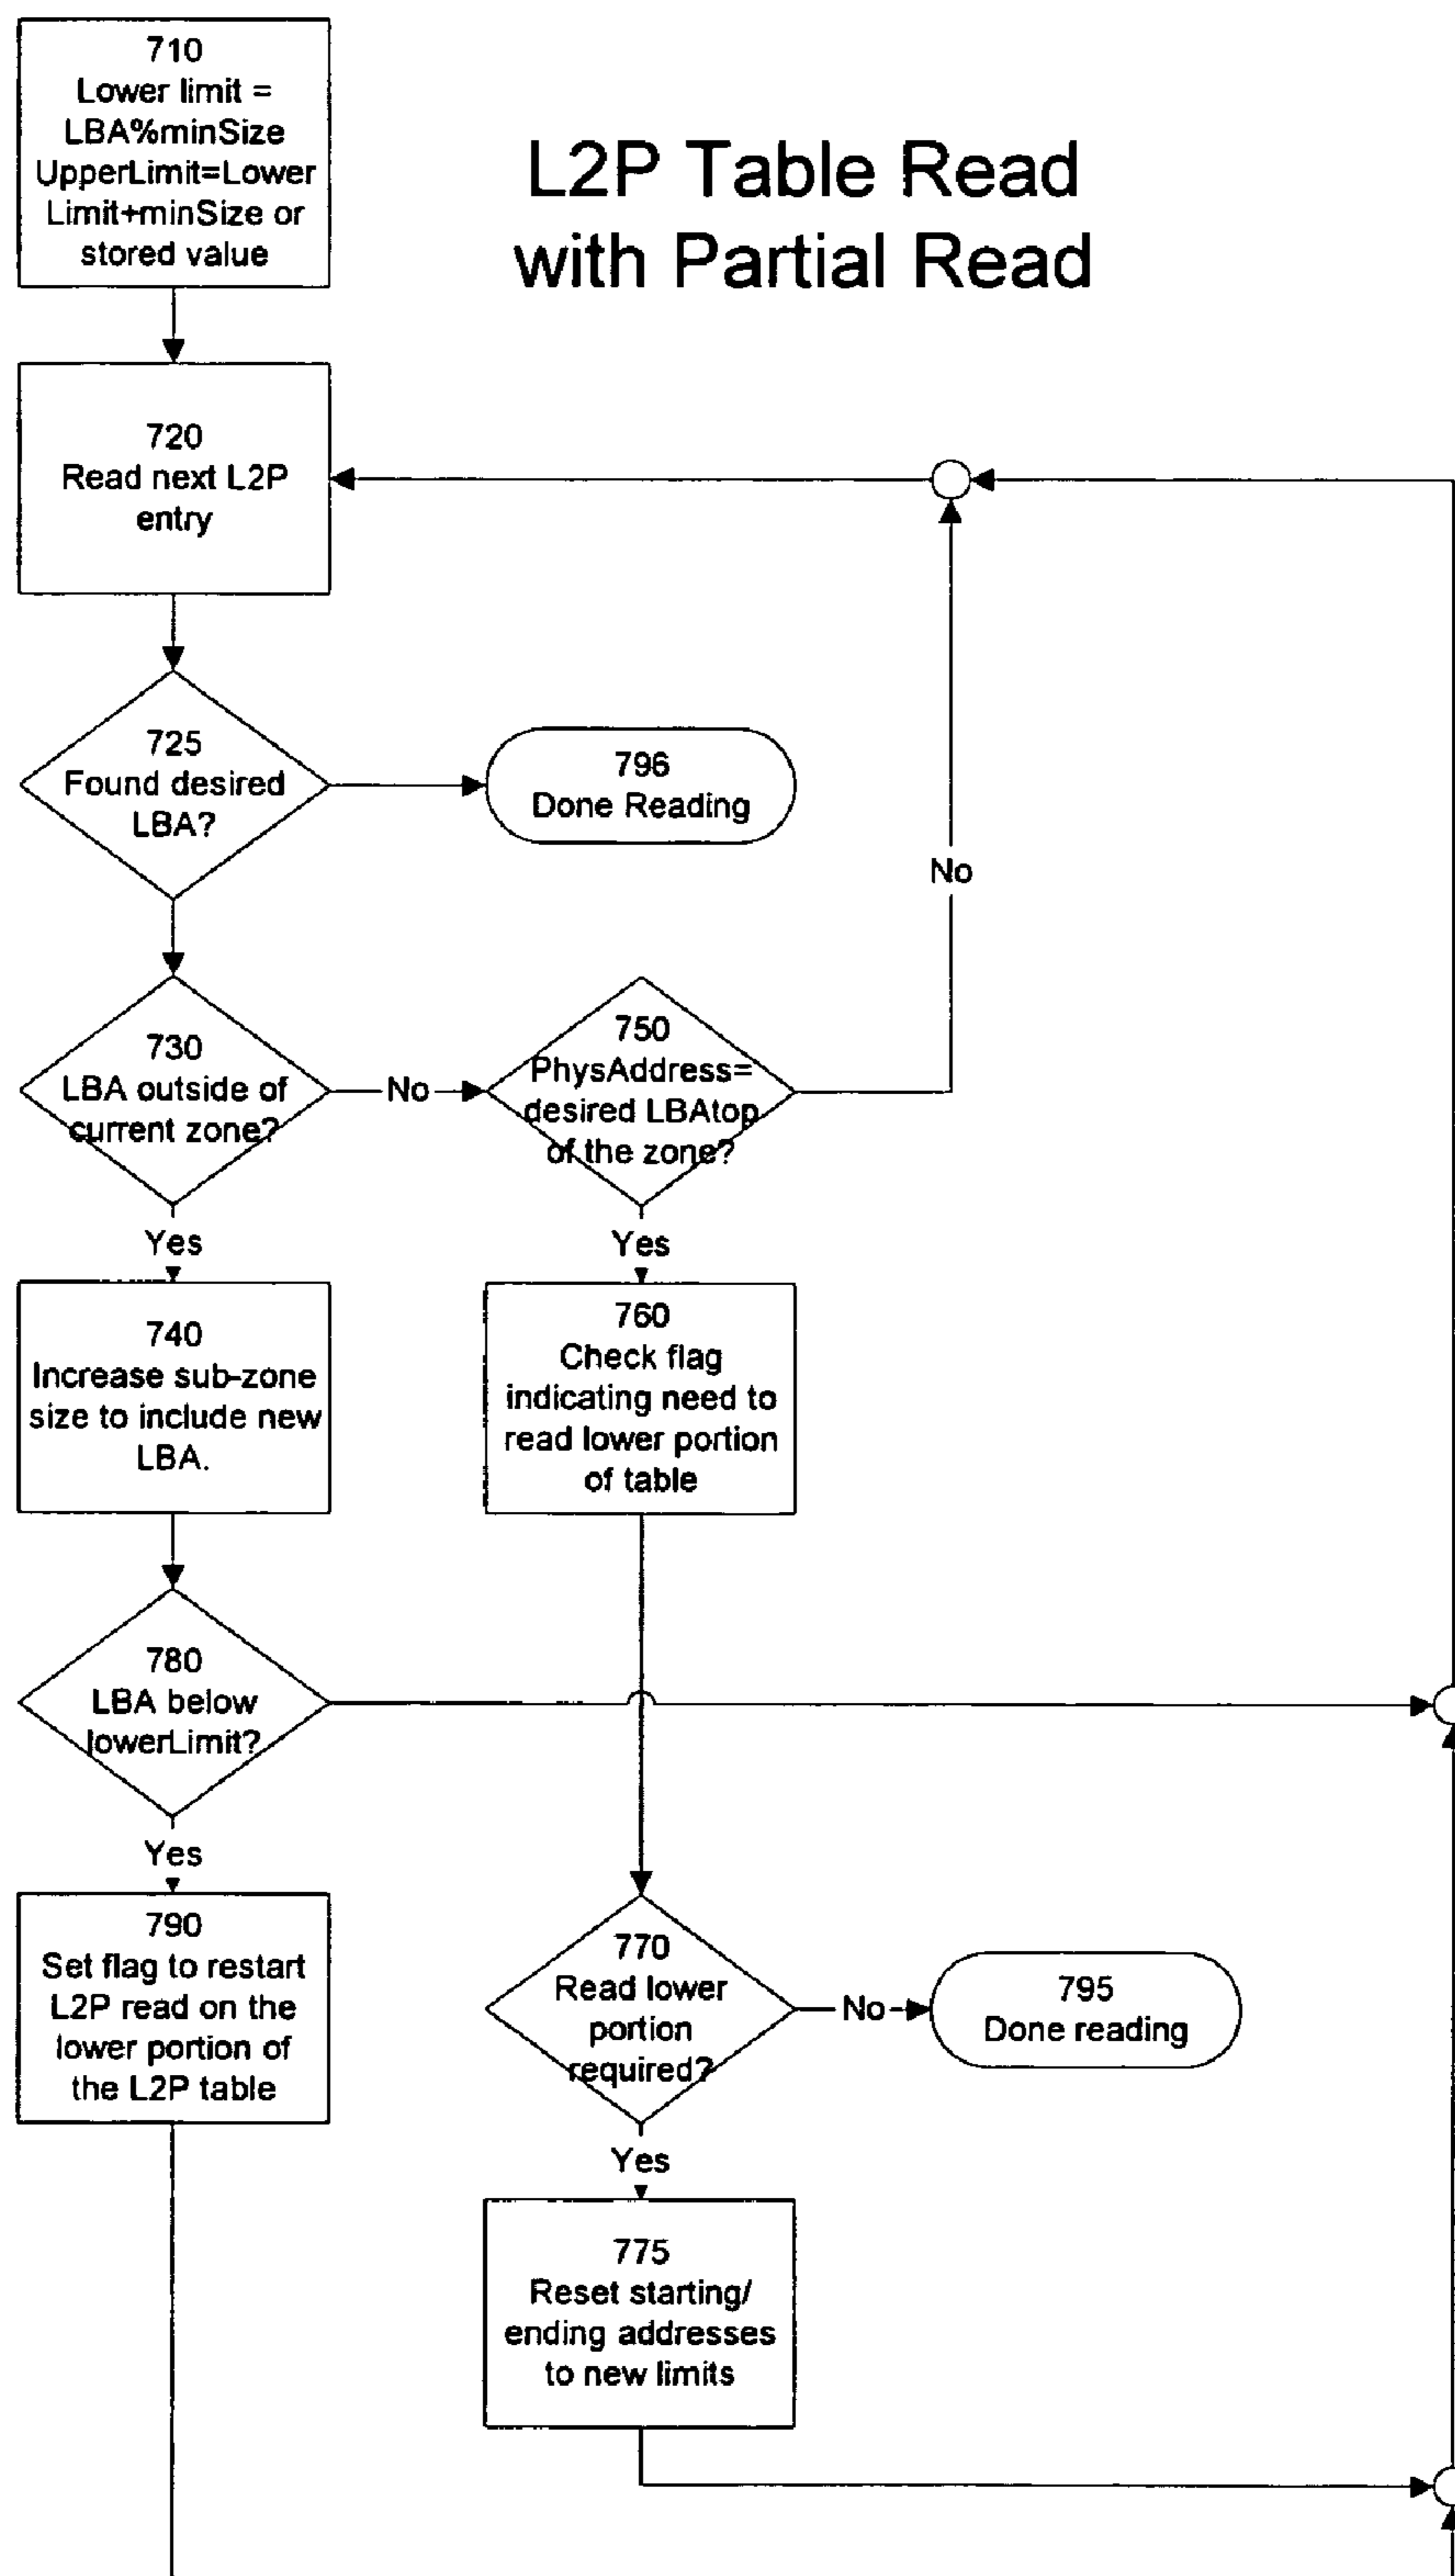 710
Lower limit =
LBA%minSize
UpperLimit=Lower
Limit+minSize or
stored value
L2P Table Read
with Partial Read
720
Read next L2P
entry
725
Found desired
LBA?
796
Done Reading
No
730
LBA outside of
current zone?
No
750
PhysAddress=
desired LBAtop
of the zone?
Yes
Yes
740
Increase sub-zone
size to include new
LBA.
760
Check flag
indicating need to
read lower portion
of table
780
LBA below
lowerLimit?
Yes
790
Set flag to restart
L2P read on the
lower portion of
the L2P table
770
Read lower
portion
required?
No
795
Done reading
Yes
775
Reset starting/
ending addresses
to new limits